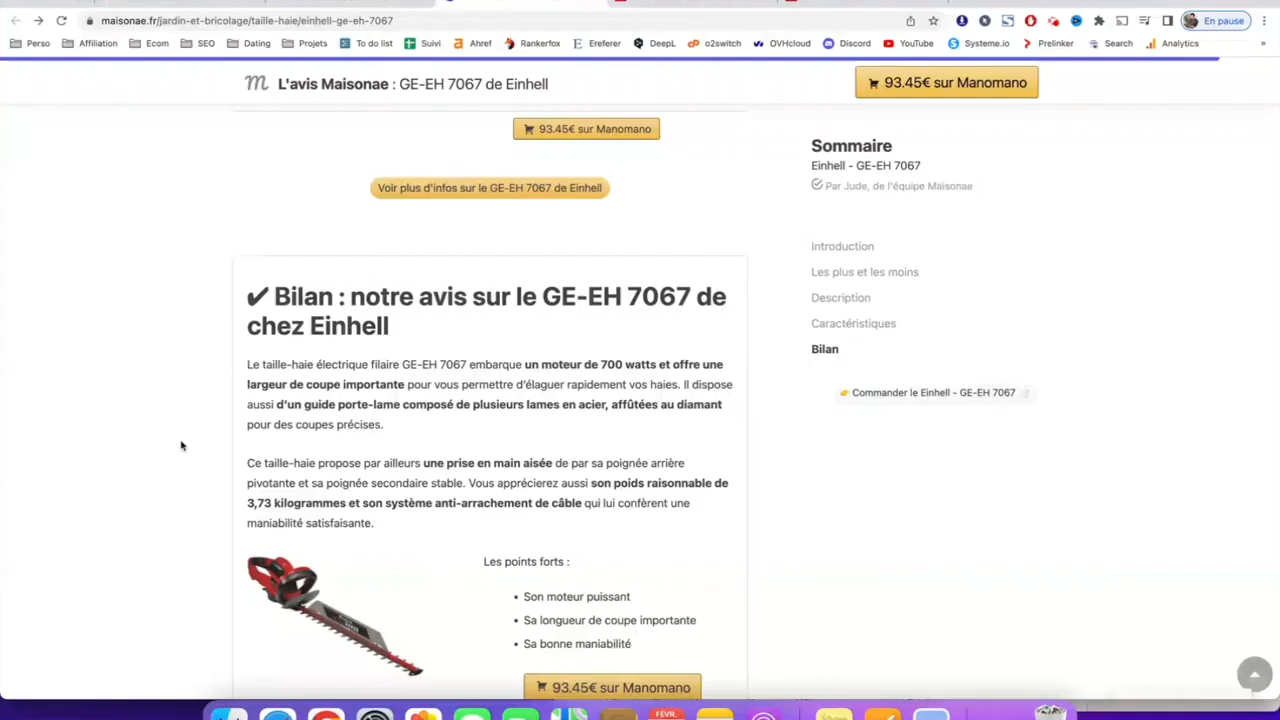 maisonae.fr/jardin-et-bricolage/taille-haie/einhell-ge-eh-7067
En pause
Perso
Affiliation
Ecom
SEO
Dating
Projets
To do list
Suivi
Ahref
Rankerfox
Ereferer
DeepL
o2switch
OVHcloud
Discord
YouTube
Systeme.io
Prelinker
Search
Analytics
»
m L'avis Maisonae : GE-EH 7067 de Einhell
93.45€ sur Manomano
93.45€ sur Manomano
Voir plus d'infos sur le GE-EH 7067 de Einhell
✔ Bilan : notre avis sur le GE-EH 7067 de
chez Einhell
Le taille-haie électrique filaire GE-EH 7067 embarque un moteur de 700 watts et offre une
largeur de coupe importante pour vous permettre d'élaguer rapidement vos haies. Il dispose
aussi d'un guide porte-lame composé de plusieurs lames en acier, affûtées au diamant
pour des coupes précises.
Ce taille-haie propose par ailleurs une prise en main aisée de par sa poignée arrière
pivotante et sa poignée secondaire stable. Vous apprécierez aussi son poids raisonnable de
3,73 kilogrammes et son système anti-arrachement de câble qui lui confèrent une
maniabilité satisfaisante.
Les points forts :
• Son moteur puissant
• Sa longueur de coupe importante
• Sa bonne maniabilité
93.45€ sur Manomano
Sommaire
Einhell - GE-EH 7067
Par Jude, de l'équipe Maisonae
Introduction
Les plus et les moins
Description
Caractéristiques
Bilan
👉 Commander le Einhell - GE-EH 7067
FÉVR.